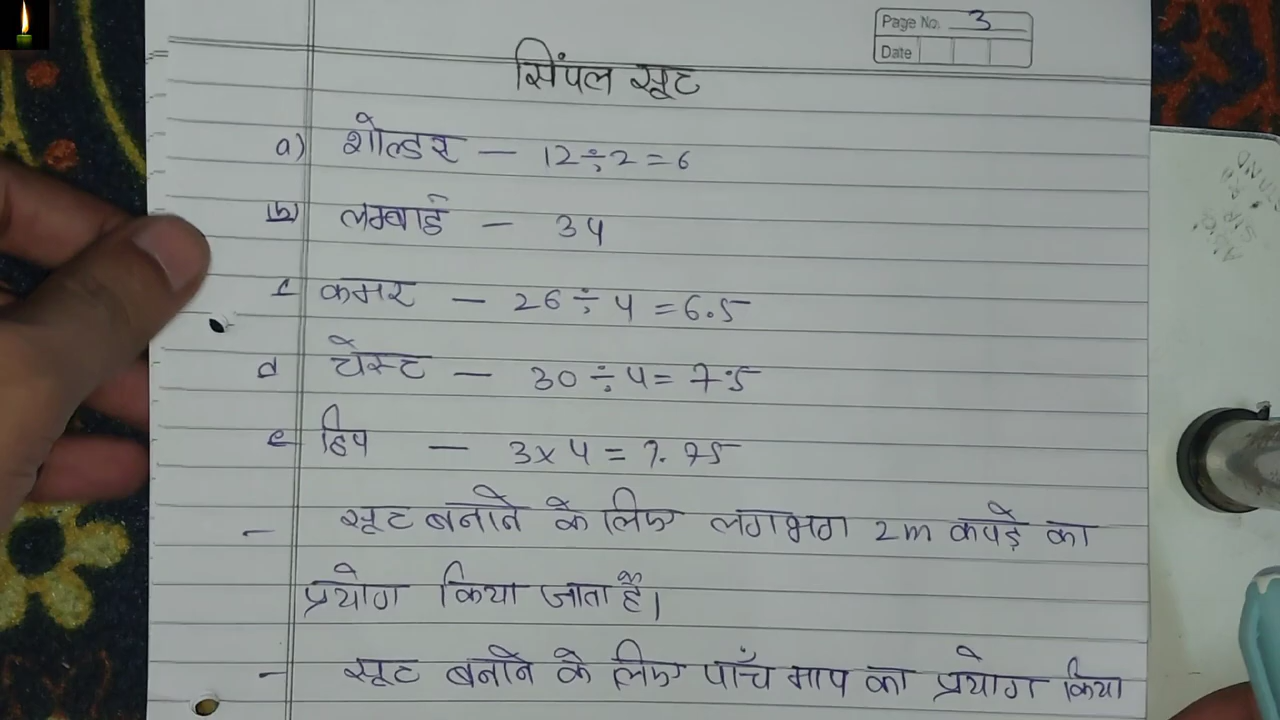 Page No. 3
Date
सिंपल सूट
a) शोल्डर — 12÷2=6
b) लम्बाई — 34
c कमर — 26÷4=6.5
d चेस्ट — 30÷4=7.5
e हिप — 3x4=7.75
– सूट बनाने के लिए लगभग 2m कपड़े का
प्रयोग किया जाता है।
– सूट बनाने के लिए पाँच माप का प्रयोग किया